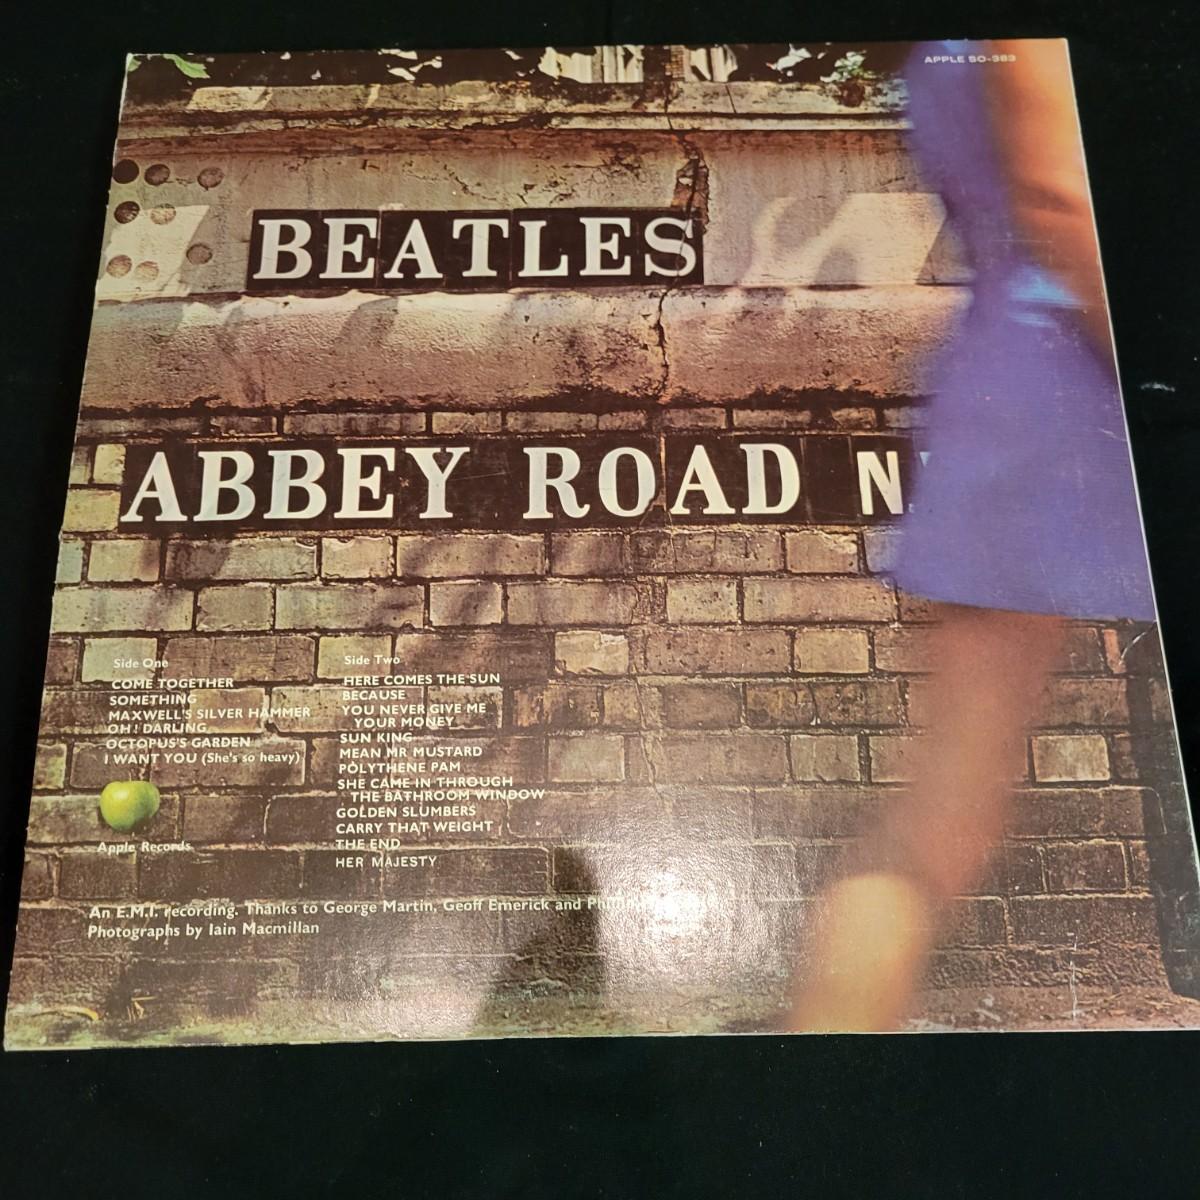 APPLE SO-383
BEATLES
ABBEY ROAD N
Side One
COME TOGETHER
SOMETHING
MAXWELL'S SILVER HAMMER
OH! DARLING
OCTOPUS'S GARDEN
I WANT YOU (She's so heavy)
Apple Records
Side Two
HERE COMES THE SUN
BECAUSE
YOU NEVER GIVE ME
YOUR MONEY
SUN KING
MEAN MR MUSTARD
POLYTHENE PAM
SHE CAME IN THROUGH
THE BATHROOM WINDOW
GOLDEN SLUMBERS
CARRY THAT WEIGHT
THE END
HER MAJESTY
An E.M.I. recording. Thanks to George Martin, Geoff Emerick and
Photographs by Iain Macmillan